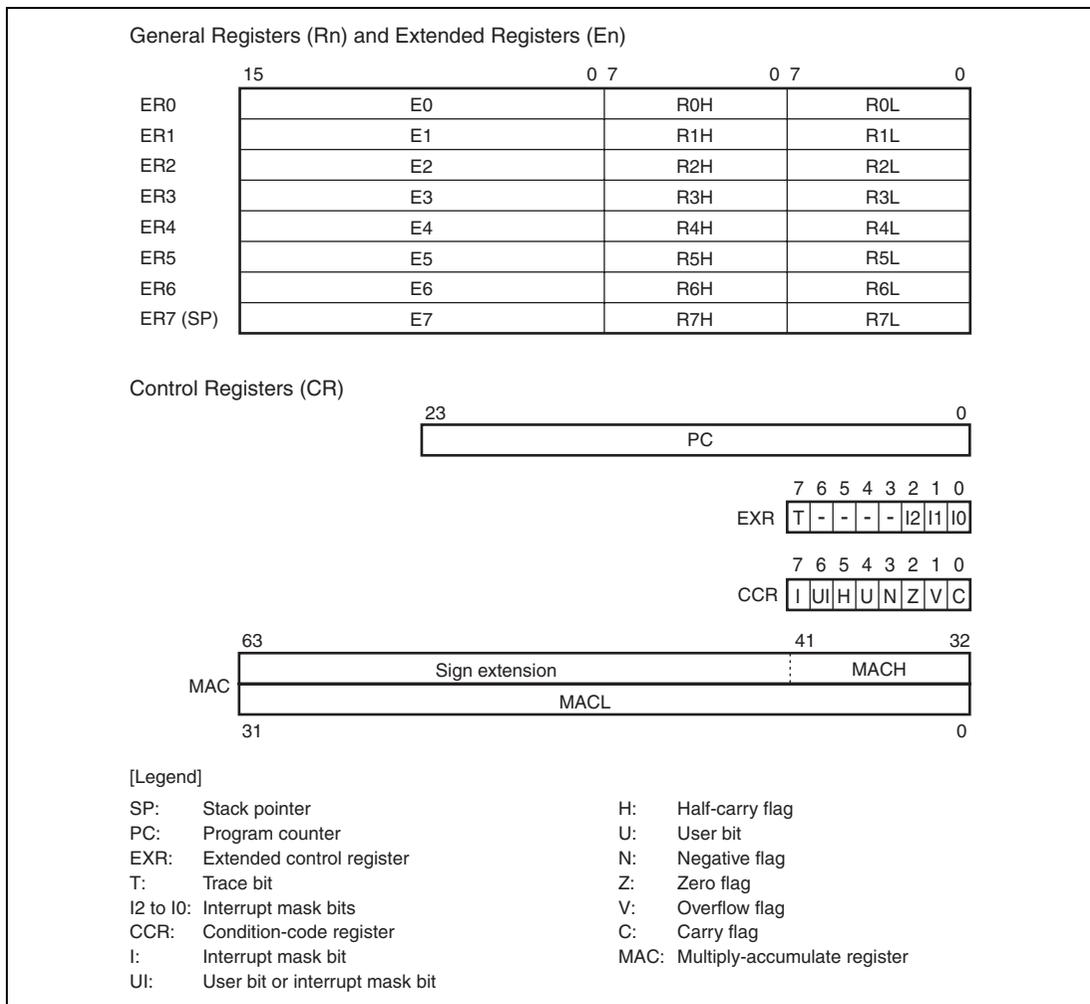 General Registers (Rn) and Extended Registers (En)
15 0 7 0 7 0
ER0 E0 R0H R0L
ER1 E1 R1H R1L
ER2 E2 R2H R2L
ER3 E3 R3H R3L
ER4 E4 R4H R4L
ER5 E5 R5H R5L
ER6 E6 R6H R6L
ER7 (SP) E7 R7H R7L
Control Registers (CR)
23 0
PC
7 6 5 4 3 2 1 0
EXR T - - - - I2 I1 I0
7 6 5 4 3 2 1 0
CCR I UI H U N Z V C
63 41 32
Sign extension MACH
MAC
MACL
31 0
[Legend]
SP: Stack pointer
PC: Program counter
EXR: Extended control register
T: Trace bit
I2 to I0: Interrupt mask bits
CCR: Condition-code register
I: Interrupt mask bit
UI: User bit or interrupt mask bit
H: Half-carry flag
U: User bit
N: Negative flag
Z: Zero flag
V: Overflow flag
C: Carry flag
MAC: Multiply-accumulate register